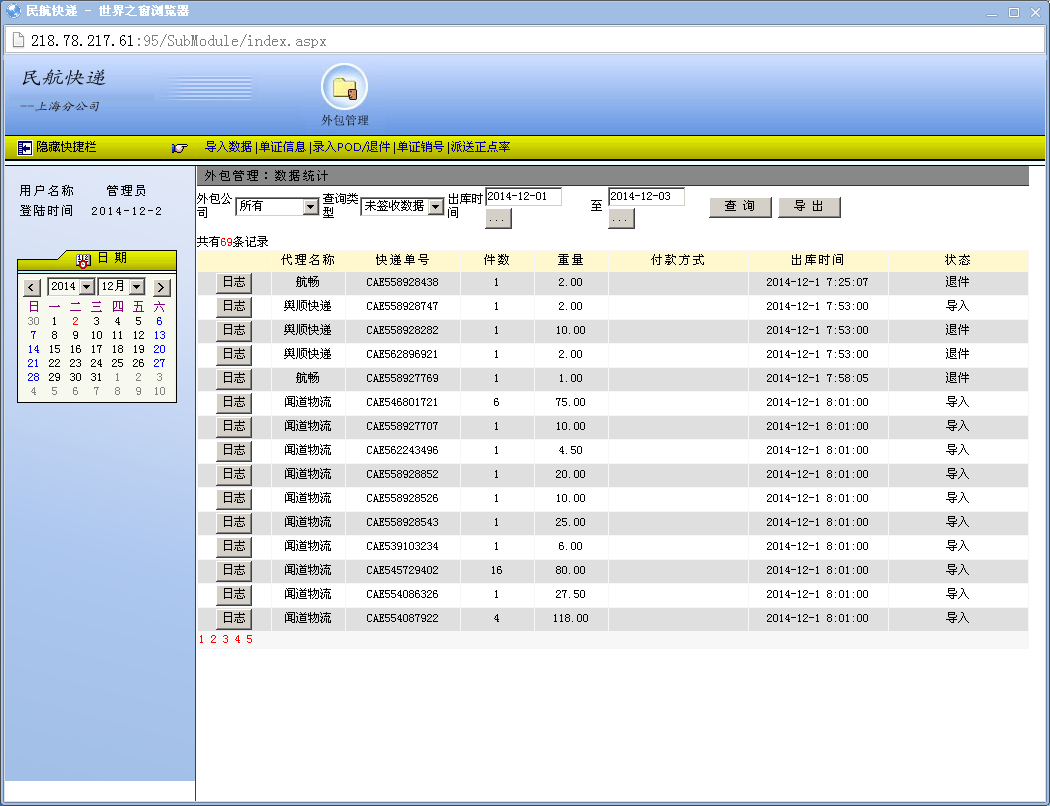 民航快递 - 世界之窗浏览器
218.78.217.61:95/SubModule/index.aspx
民航快递
--上海分公司
外包管理
隐藏快捷栏
导入数据|单证信息|录入POD/退件|单证销号|派送正点率
用户名称 管理员
登陆时间 2014-12-2
日 期
< 2014 12月 >
日 一 二 三 四 五 六
30 1 2 3 4 5 6
7 8 9 10 11 12 13
14 15 16 17 18 19 20
21 22 23 24 25 26 27
28 29 30 31 1 2 3
4 5 6 7 8 9 10
外包管理：数据统计
外包公司 所有 查询类型 未签收数据 出库时间 2014-12-01 ... 至 2014-12-03 ... 查 询 导 出
共有69条记录
代理名称 快递单号 件数 重量 付款方式 出库时间 状态
日志 航畅 CAE558928438 1 2.00 2014-12-1 7:25:07 退件
日志 舆顺快递 CAE558928747 1 2.00 2014-12-1 7:53:00 导入
日志 舆顺快递 CAE558928282 1 10.00 2014-12-1 7:53:00 退件
日志 舆顺快递 CAE562896921 1 2.00 2014-12-1 7:53:00 退件
日志 航畅 CAE558927769 1 1.00 2014-12-1 7:58:05 退件
日志 闻道物流 CAE546801721 6 75.00 2014-12-1 8:01:00 导入
日志 闻道物流 CAE558927707 1 10.00 2014-12-1 8:01:00 导入
日志 闻道物流 CAE562243496 1 4.50 2014-12-1 8:01:00 导入
日志 闻道物流 CAE558928852 1 20.00 2014-12-1 8:01:00 导入
日志 闻道物流 CAE558928526 1 10.00 2014-12-1 8:01:00 导入
日志 闻道物流 CAE558928543 1 25.00 2014-12-1 8:01:00 导入
日志 闻道物流 CAE539103234 1 6.00 2014-12-1 8:01:00 导入
日志 闻道物流 CAE545729402 16 80.00 2014-12-1 8:01:00 导入
日志 闻道物流 CAE554086326 1 27.50 2014-12-1 8:01:00 导入
日志 闻道物流 CAE554087922 4 118.00 2014-12-1 8:01:00 导入
1 2 3 4 5